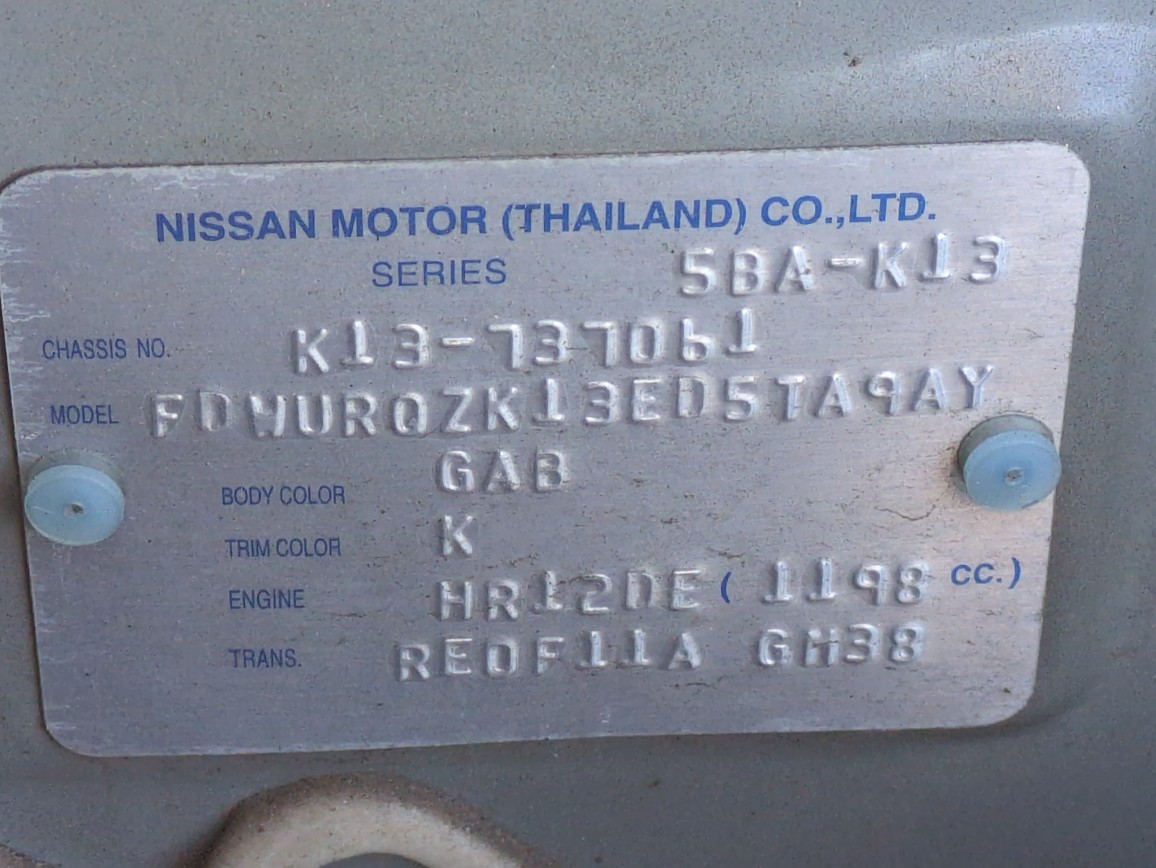 NISSAN MOTOR (THAILAND) CO.,LTD.
SERIES 5BA-K13
CHASSIS NO. K13-737061
MODEL FDWURQZK13ED5TA9AY
BODY COLOR GAB
TRIM COLOR K
ENGINE HR12DE ( 1198 CC.)
TRANS. RE0F11A GH38